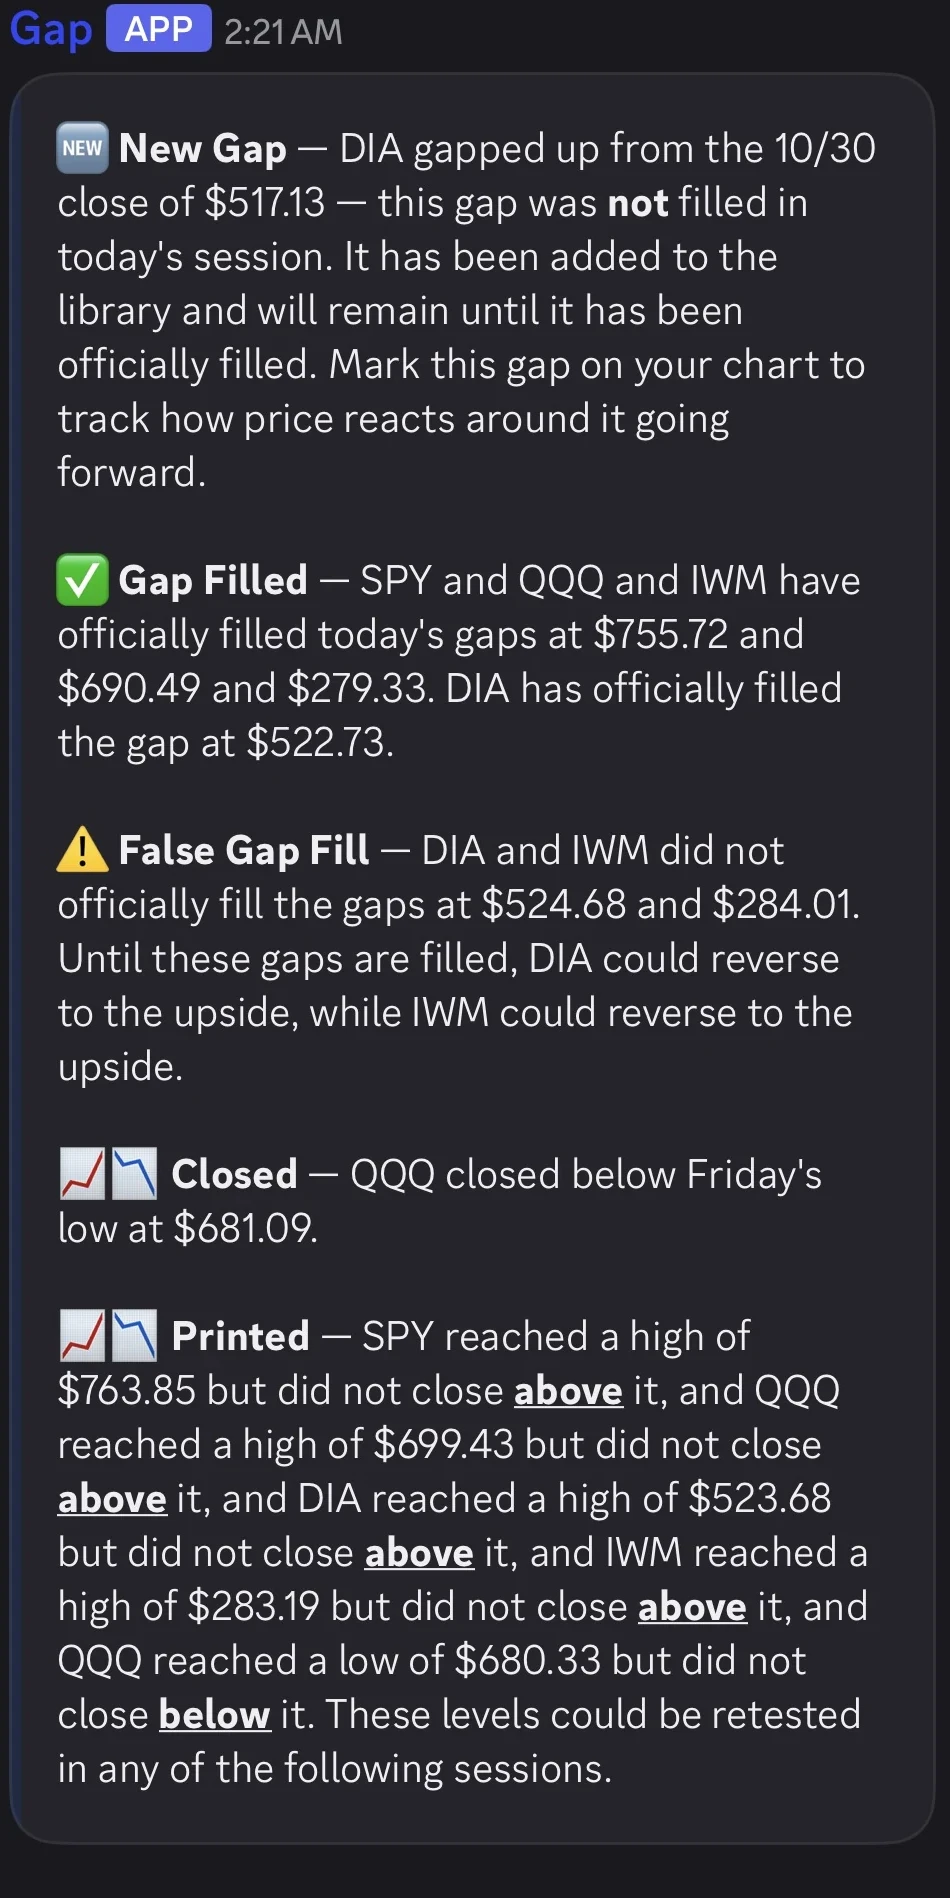 Gap APP 2:21 AM
🆕 New Gap — DIA gapped up from the 10/30
close of $517.13 — this gap was not filled in
today's session. It has been added to the
library and will remain until it has been
officially filled. Mark this gap on your chart to
track how price reacts around it going
forward.
✅ Gap Filled — SPY and QQQ and IWM have
officially filled today's gaps at $755.72 and
$690.49 and $279.33. DIA has officially filled
the gap at $522.73.
⚠️ False Gap Fill — DIA and IWM did not
officially fill the gaps at $524.68 and $284.01.
Until these gaps are filled, DIA could reverse
to the upside, while IWM could reverse to the
upside.
📈📉 Closed — QQQ closed below Friday's
low at $681.09.
📈📉 Printed — SPY reached a high of
$763.85 but did not close above it, and QQQ
reached a high of $699.43 but did not close
above it, and DIA reached a high of $523.68
but did not close above it, and IWM reached a
high of $283.19 but did not close above it, and
QQQ reached a low of $680.33 but did not
close below it. These levels could be retested
in any of the following sessions.